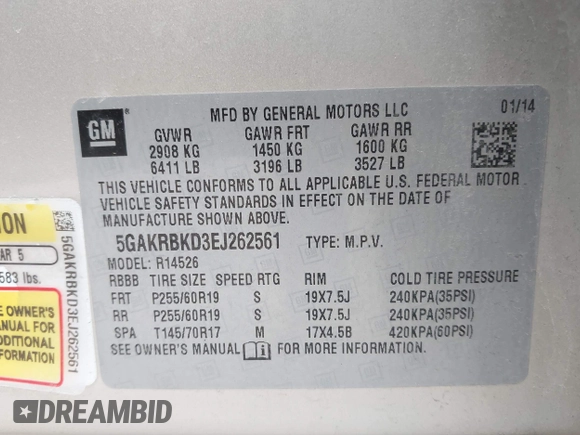 MFD BY GENERAL MOTORS LLC 01/14
GM
GVWR GAWR FRT GAWR RR
2908 KG 1450 KG 1600 KG
6411 LB 3196 LB 3527 LB
THIS VEHICLE CONFORMS TO ALL APPLICABLE U.S. FEDERAL MOTOR
VEHICLE SAFETY STANDARDS IN EFFECT ON THE DATE OF
MANUFACTURE SHOWN ABOVE.
5GAKRBKD3EJ262561 TYPE: M.P.V.
MODEL: R14526
RBBB TIRE SIZE SPEED RTG RIM COLD TIRE PRESSURE
FRT P255/60R19 S 19X7.5J 240KPA(35PSI)
RR P255/60R19 S 19X7.5J 240KPA(35PSI)
SPA T145/70R17 M 17X4.5B 420KPA(60PSI)
SEE OWNER'S MANUAL FOR MORE INFORMATION.
ION
AR 5
583 lbs.
E OWNER'S
ANUAL FOR
DDITIONAL
FORMATION
5GAKRBKD3EJ262561
DREAMBID